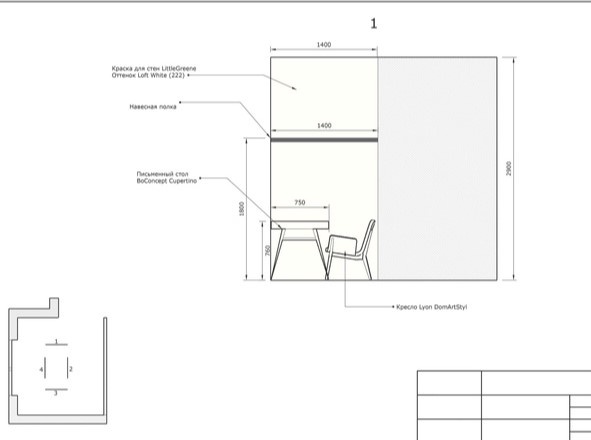 1
1400
Краска для стен LittleGreene
Оттенок Loft White (222)
Навесная полка
1400
Письменный стол
BoConcept Cupertino
750
1800
760
2900
Кресло Lyon DomArtStyl
1
4
2
3